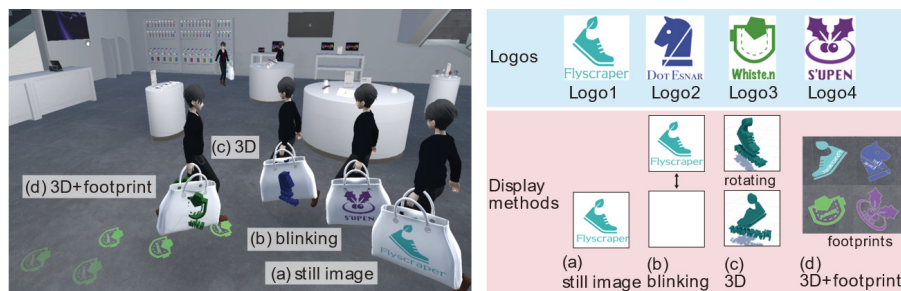 (c) 3D
(d) 3D+footprint
(b) blinking
(a) still image
S'UPEN
Flyscraper
Logos
Flyscraper
DOT ESNAR
Whiste.n
S'UPEN
Logo1
Logo2
Logo3
Logo4
Display
methods
Flyscraper
Flyscraper
rotating
footprints
(a)
still image
(b)
blinking
(c)
3D
(d)
3D+footprint